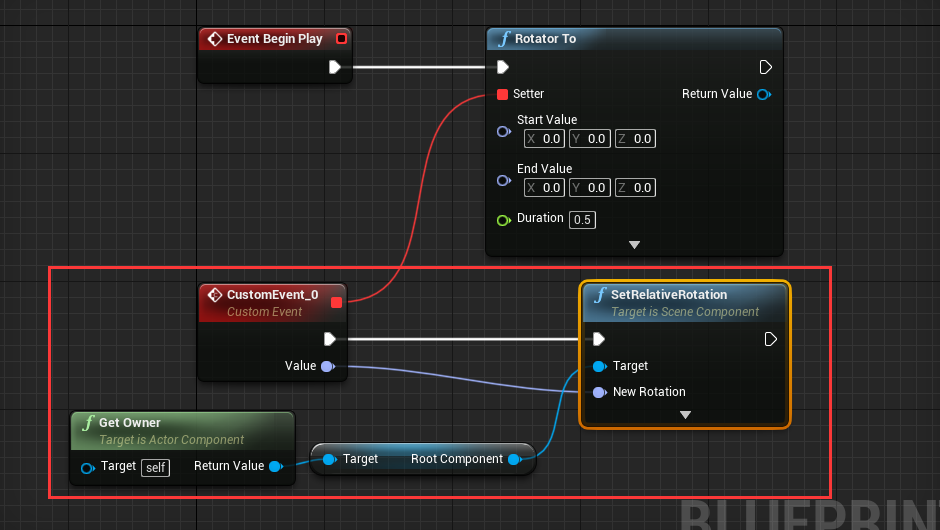 Event Begin Play
Rotator To
Setter
Return Value
Start Value
X 0.0 Y 0.0 Z 0.0
End Value
X 0.0 Y 0.0 Z 0.0
Duration 0.5
CustomEvent_0
Custom Event
Value
SetRelativeRotation
Target is Scene Component
Target
New Rotation
Get Owner
Target is Actor Component
Target self
Return Value
Target
Root Component
BLUEPRIN